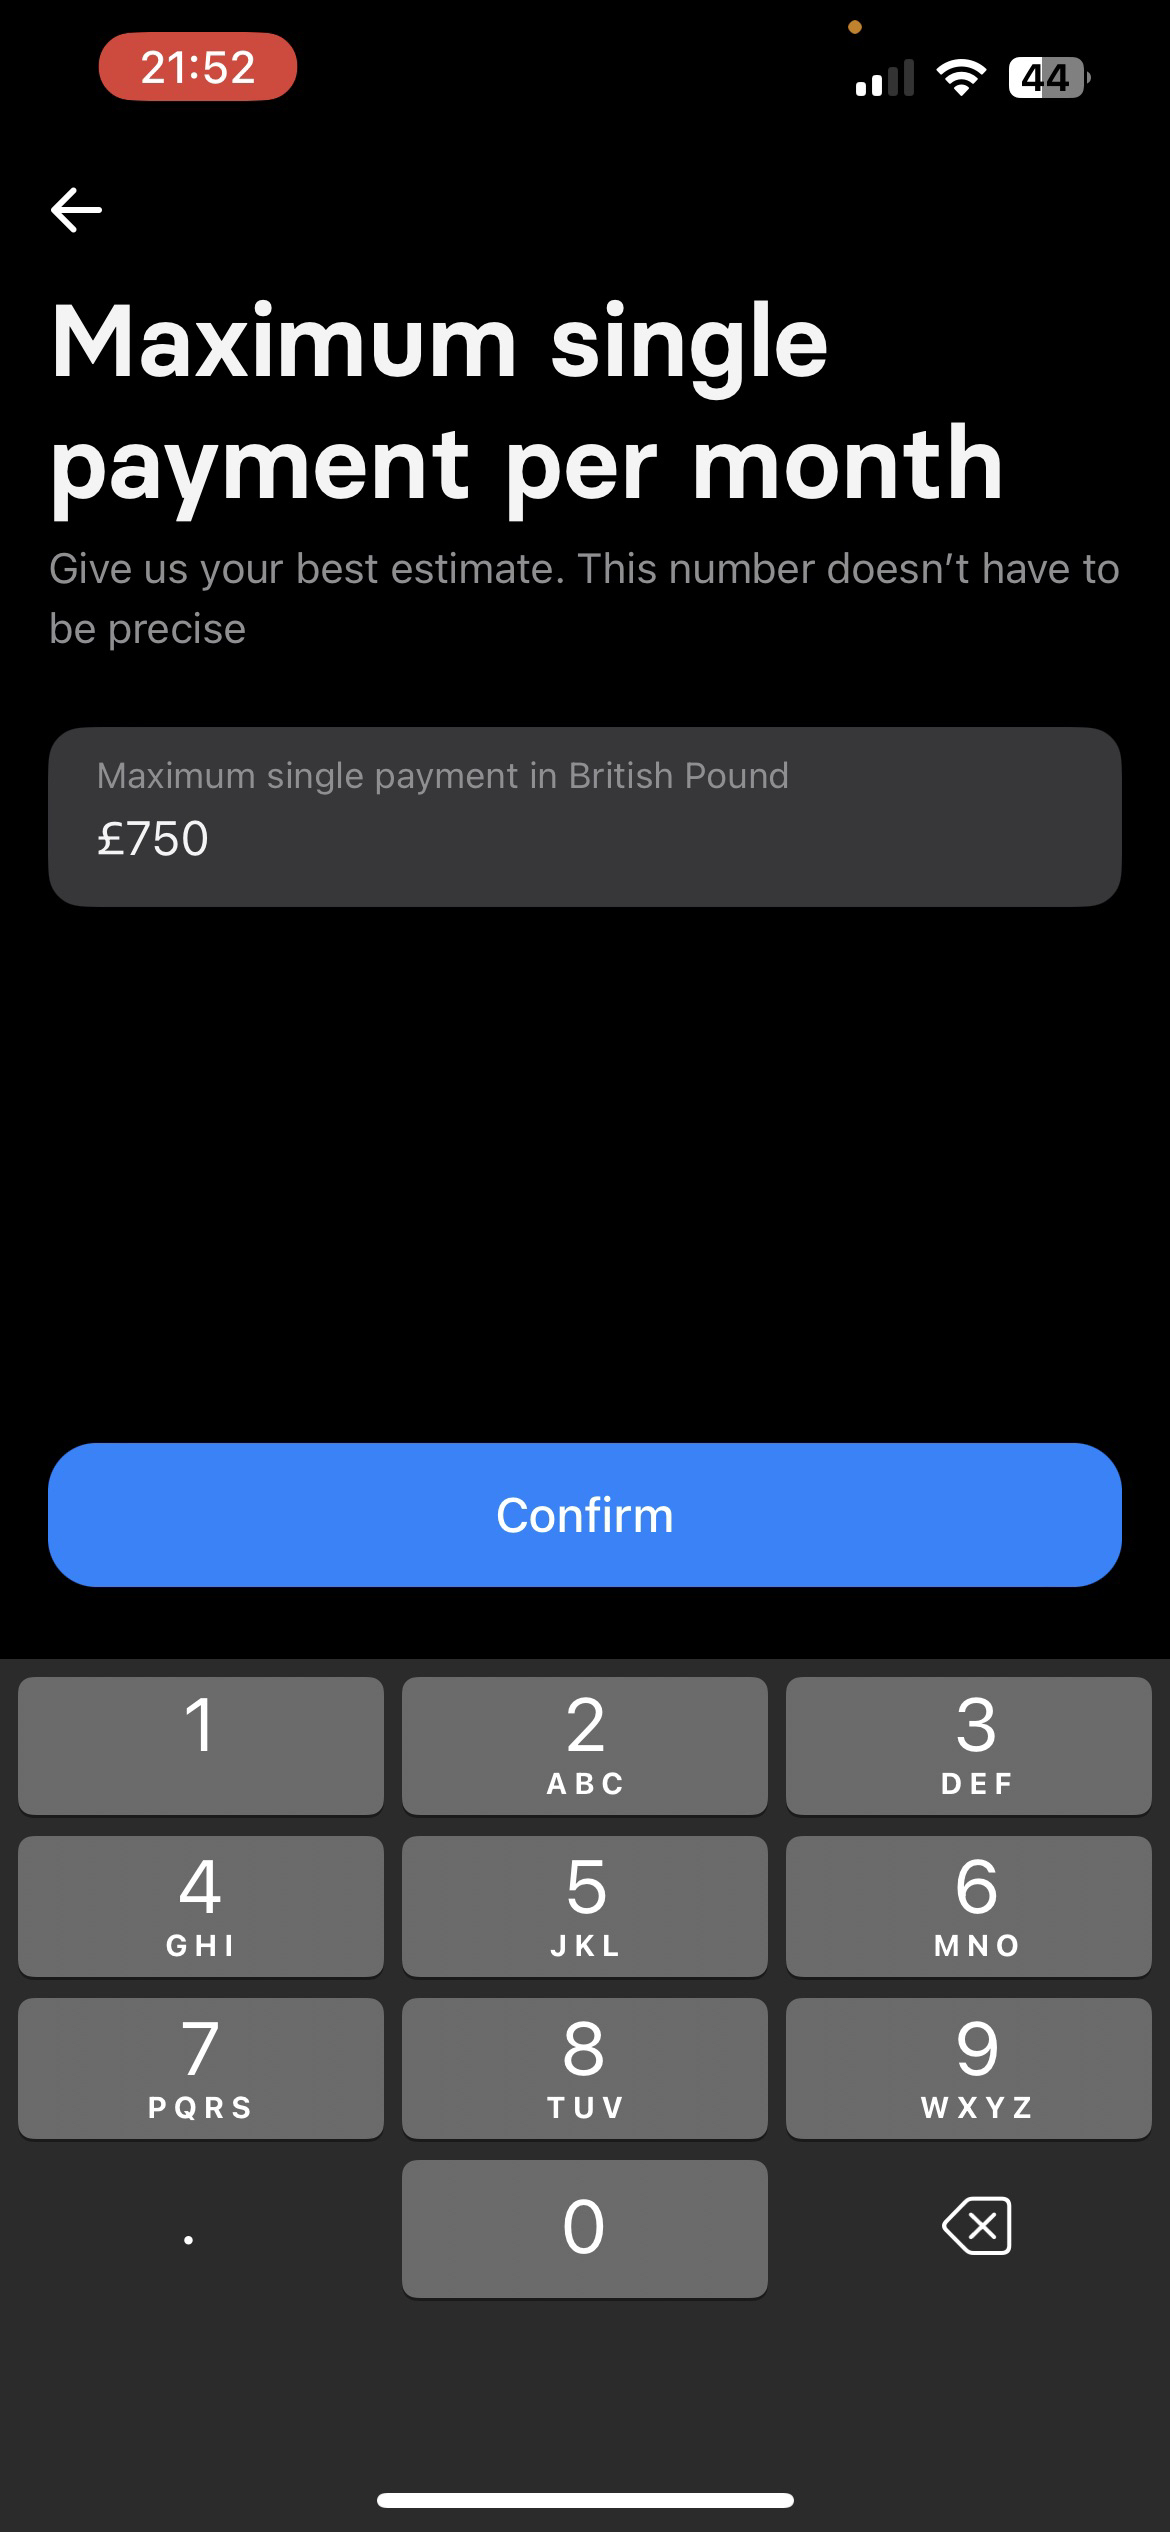 21:52
44
Maximum single
payment per month
Give us your best estimate. This number doesn’t have to
be precise
Maximum single payment in British Pound
£750
Confirm
1
2
3
ABC
DEF
4
5
6
GHI
JKL
MNO
7
8
9
PQRS
TUV
WXYZ
.
0